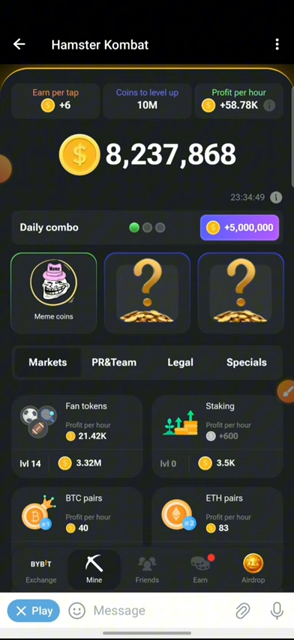 Hamster Kombat
Earn per tap
+6
Coins to level up
10M
Profit per hour
+58.78K
8,237,868
23:34:49
Daily combo
+5,000,000
Meme coins
Markets
PR&Team
Legal
Specials
Fan tokens
Profit per hour
21.42K
lvl 14
3.32M
Staking
Profit per hour
+600
lvl 0
3.5K
BTC pairs
Profit per hour
40
ETH pairs
Profit per hour
83
BYBIT
Exchange
Mine
Friends
Earn
Airdrop
Play
Message